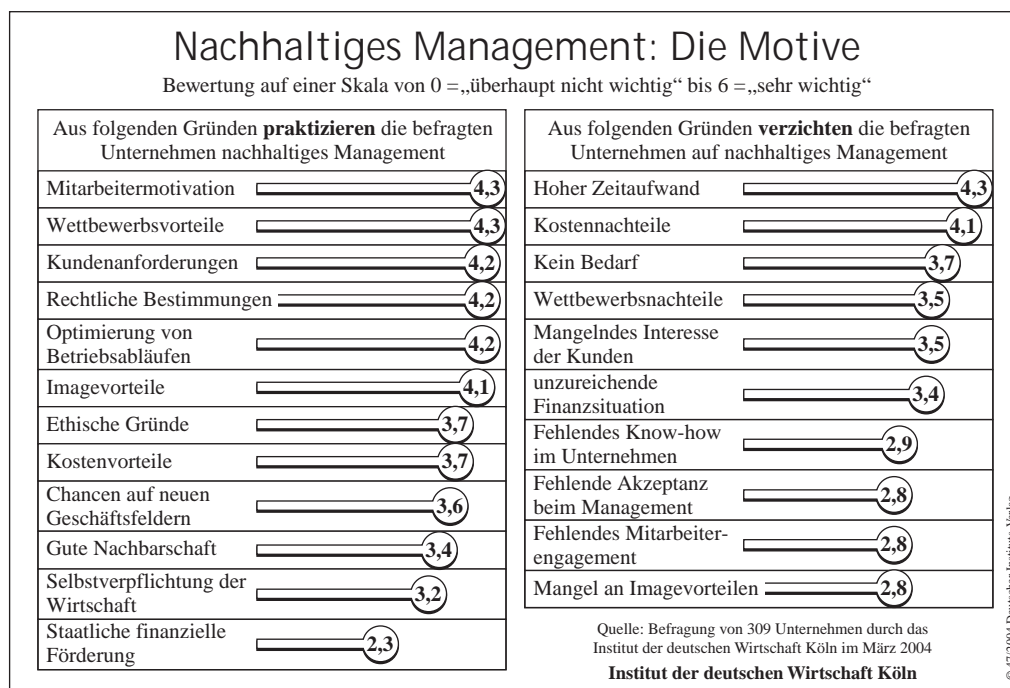 Nachhaltiges Management: Die Motive
Bewertung auf einer Skala von 0 =„überhaupt nicht wichtig“ bis 6 =„sehr wichtig“
Aus folgenden Gründen praktizieren die befragten
Unternehmen nachhaltiges Management
Mitarbeitermotivation 4,3
Wettbewerbsvorteile 4,3
Kundenanforderungen 4,2
Rechtliche Bestimmungen 4,2
Optimierung von
Betriebsabläufen 4,2
Imagevorteile 4,1
Ethische Gründe 3,7
Kostenvorteile 3,7
Chancen auf neuen
Geschäftsfeldern 3,6
Gute Nachbarschaft 3,4
Selbstverpflichtung der
Wirtschaft 3,2
Staatliche finanzielle
Förderung 2,3
Aus folgenden Gründen verzichten die befragten
Unternehmen auf nachhaltiges Management
Hoher Zeitaufwand 4,3
Kostennachteile 4,1
Kein Bedarf 3,7
Wettbewerbsnachteile 3,5
Mangelndes Interesse
der Kunden 3,5
unzureichende
Finanzsituation 3,4
Fehlendes Know-how
im Unternehmen 2,9
Fehlende Akzeptanz
beim Management 2,8
Fehlendes Mitarbeiter-
engagement 2,8
Mangel an Imagevorteilen 2,8
Quelle: Befragung von 309 Unternehmen durch das
Institut der deutschen Wirtschaft Köln im März 2004
Institut der deutschen Wirtschaft Köln
47/2004 Deutscher Instituts-Verlag